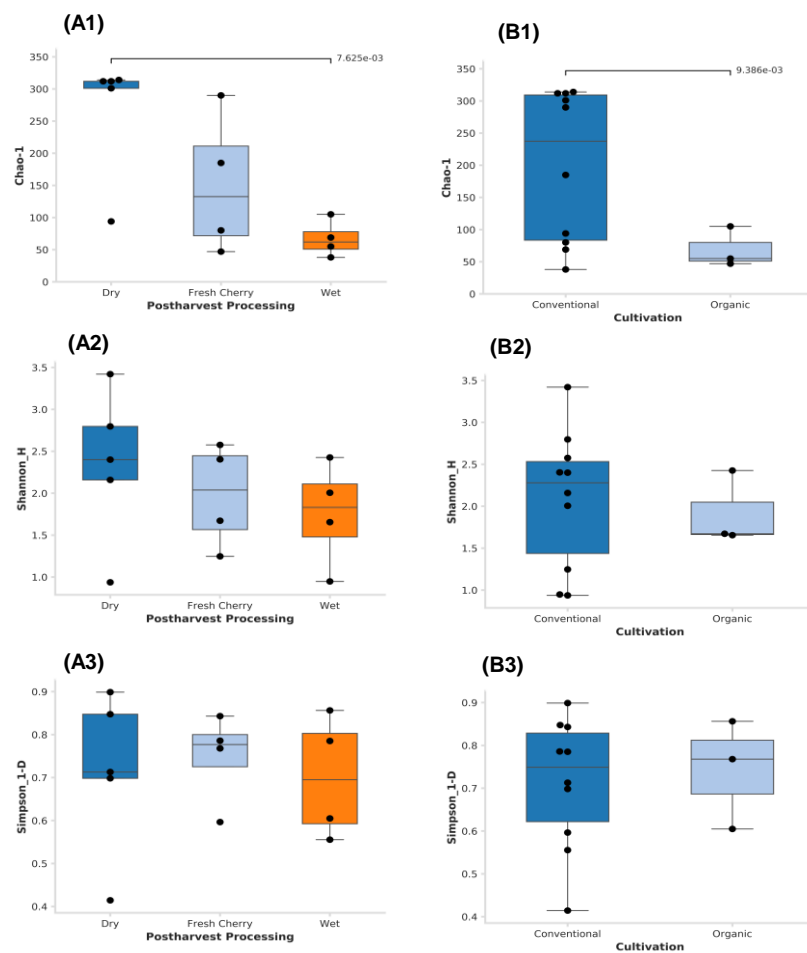 (A1)
350
300
250
200
150
100
50
0
Chao-1
7.625e-03
Dry Fresh Cherry Wet
Postharvest Processing
(B1)
350
300
250
200
150
100
50
0
Chao-1
9.386e-03
Conventional Organic
Cultivation
(A2)
3.5
3.0
2.5
2.0
1.5
1.0
Shannon_H
Dry Fresh Cherry Wet
Postharvest Processing
(B2)
3.5
3.0
2.5
2.0
1.5
1.0
Shannon_H
Conventional Organic
Cultivation
(A3)
0.9
0.8
0.7
0.6
0.5
0.4
Simpson_1-D
Dry Fresh Cherry Wet
Postharvest Processing
(B3)
0.9
0.8
0.7
0.6
0.5
0.4
Simpson_1-D
Conventional Organic
Cultivation